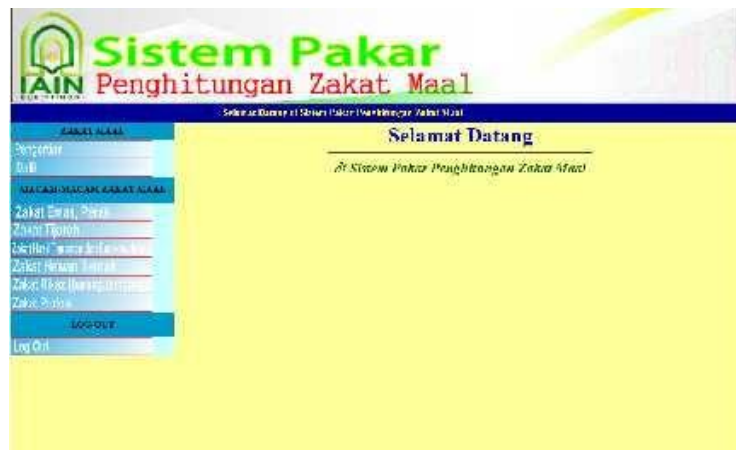 Sistem Pakar
IAIN Penghitungan Zakat Maal
Selamat Datang di Sistem Pakar Penghitungan Zakat Maal
ZAKAT MAAL
Selamat Datang
Pengertian
di Sistem Pakar Penghitungan Zakat Maal
Dalil
MACAM-MACAM ZAKAT MAAL
Zakat Emas, Perak
Zakat Tijaroh
Zakat Hewan Ternak
Zakat Rikaz
Zakat Profesi
LOG OUT
Log Out